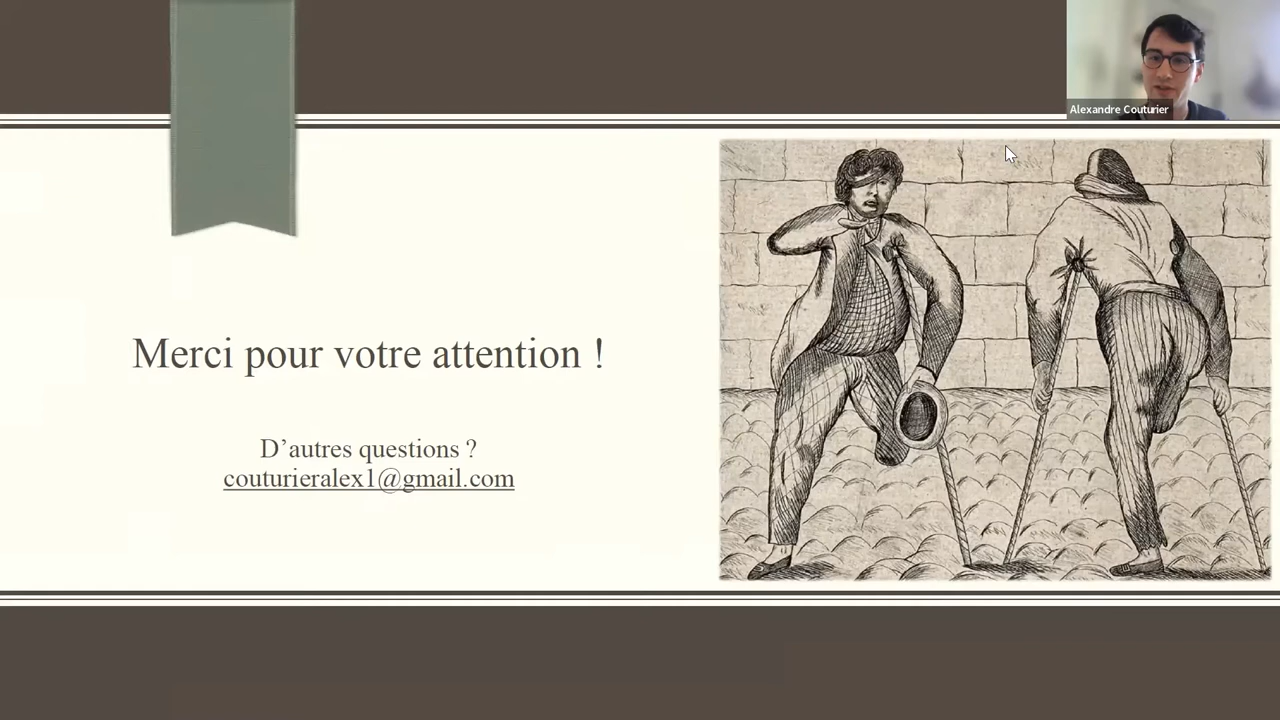 Alexandre Couturier
Merci pour votre attention !
D’autres questions ?
couturieralex1@gmail.com